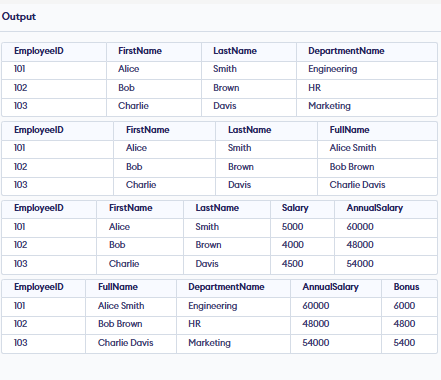 Output
EmployeeID FirstName LastName DepartmentName
101 Alice Smith Engineering
102 Bob Brown HR
103 Charlie Davis Marketing
EmployeeID FirstName LastName FullName
101 Alice Smith Alice Smith
102 Bob Brown Bob Brown
103 Charlie Davis Charlie Davis
EmployeeID FirstName LastName Salary AnnualSalary
101 Alice Smith 5000 60000
102 Bob Brown 4000 48000
103 Charlie Davis 4500 54000
EmployeeID FullName DepartmentName AnnualSalary Bonus
101 Alice Smith Engineering 60000 6000
102 Bob Brown HR 48000 4800
103 Charlie Davis Marketing 54000 5400